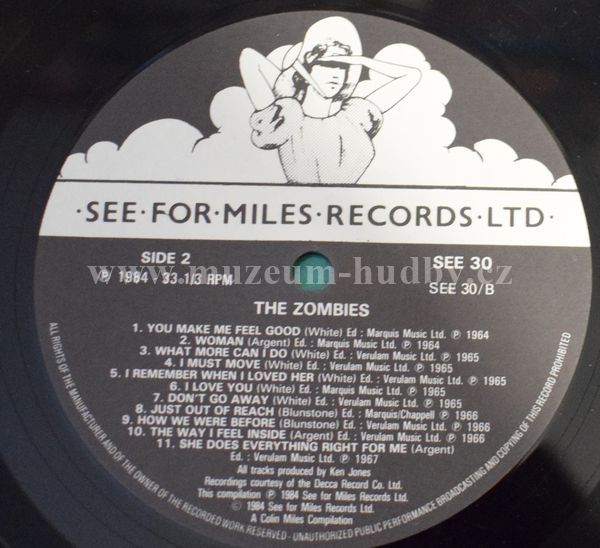 ·SEE·FOR·MILES·RECORDS·LTD·
SIDE 2
℗ 1984 - 33.1/3 RPM
SEE 30
SEE 30/B
www.muzeum-hudby.cz
THE ZOMBIES
1. YOU MAKE ME FEEL GOOD (White) Ed : Marquis Music Ltd. ℗ 1964
2. WOMAN (Argent) Ed. : Marquis Music Ltd. ℗ 1964
3. WHAT MORE CAN I DO (White) Ed. : Verulam Music Ltd. ℗ 1965
4. I MUST MOVE (White) Ed. : Verulam Music Ltd. ℗ 1965
5. I REMEMBER WHEN I LOVED HER (White) Ed. : Verulam Music Ltd. ℗ 1965
6. I LOVE YOU (White) Ed. : Marquis Music Ltd. ℗ 1965
7. DON'T GO AWAY (White) Ed. : Verulam Music Ltd. ℗ 1965
8. JUST OUT OF REACH (Blunstone) Ed. : Marquis/Chappell ℗ 1966
9. HOW WE WERE BEFORE (Blunstone) Ed. : Verulam Music Ltd. ℗ 1966
10. THE WAY I FEEL INSIDE (Argent) Ed. : Verulam Music Ltd. ℗ 1966
11. SHE DOES EVERYTHING RIGHT FOR ME (Argent)
Ed. : Verulam Music Ltd. ℗ 1967
All tracks produced by Ken Jones
Recordings courtesy of the Decca Record Co. Ltd.
This compilation ℗ 1984 See for Miles Records Ltd.
© 1984 See for Miles Records Ltd.
A Colin Miles Compilation
ALL RIGHTS OF THE MANUFACTURER AND OF THE OWNER OF THE RECORDED WORK RESERVED - UNAUTHORIZED PUBLIC PERFORMANCE BROADCASTING AND COPYING OF THIS RECORD PROHIBITED